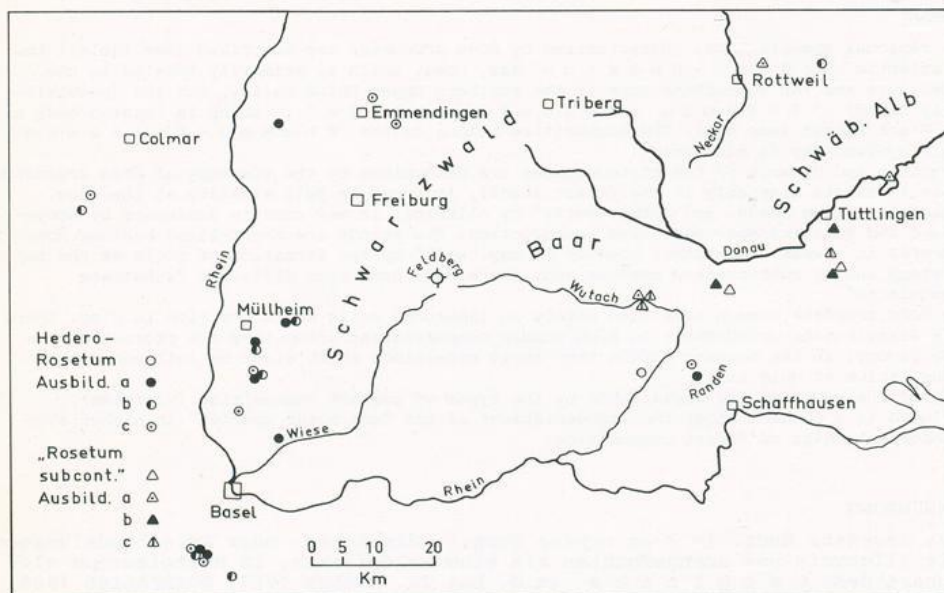 Rottweil
Emmendingen
Triberg
Colmar
Neckar
Schwäb. Alb
Freiburg
Schwarzwald
Tuttlingen
Baar
Donau
Feldberg
Rhein
Wutach
Müllheim
Hedero-
Rosetum
Ausbild. a
b
c
Randen
Schaffhausen
Wiese
„Rosetum
subcont."
Ausbild. a
b
c
Rhein
Basel
0 10 20
Km